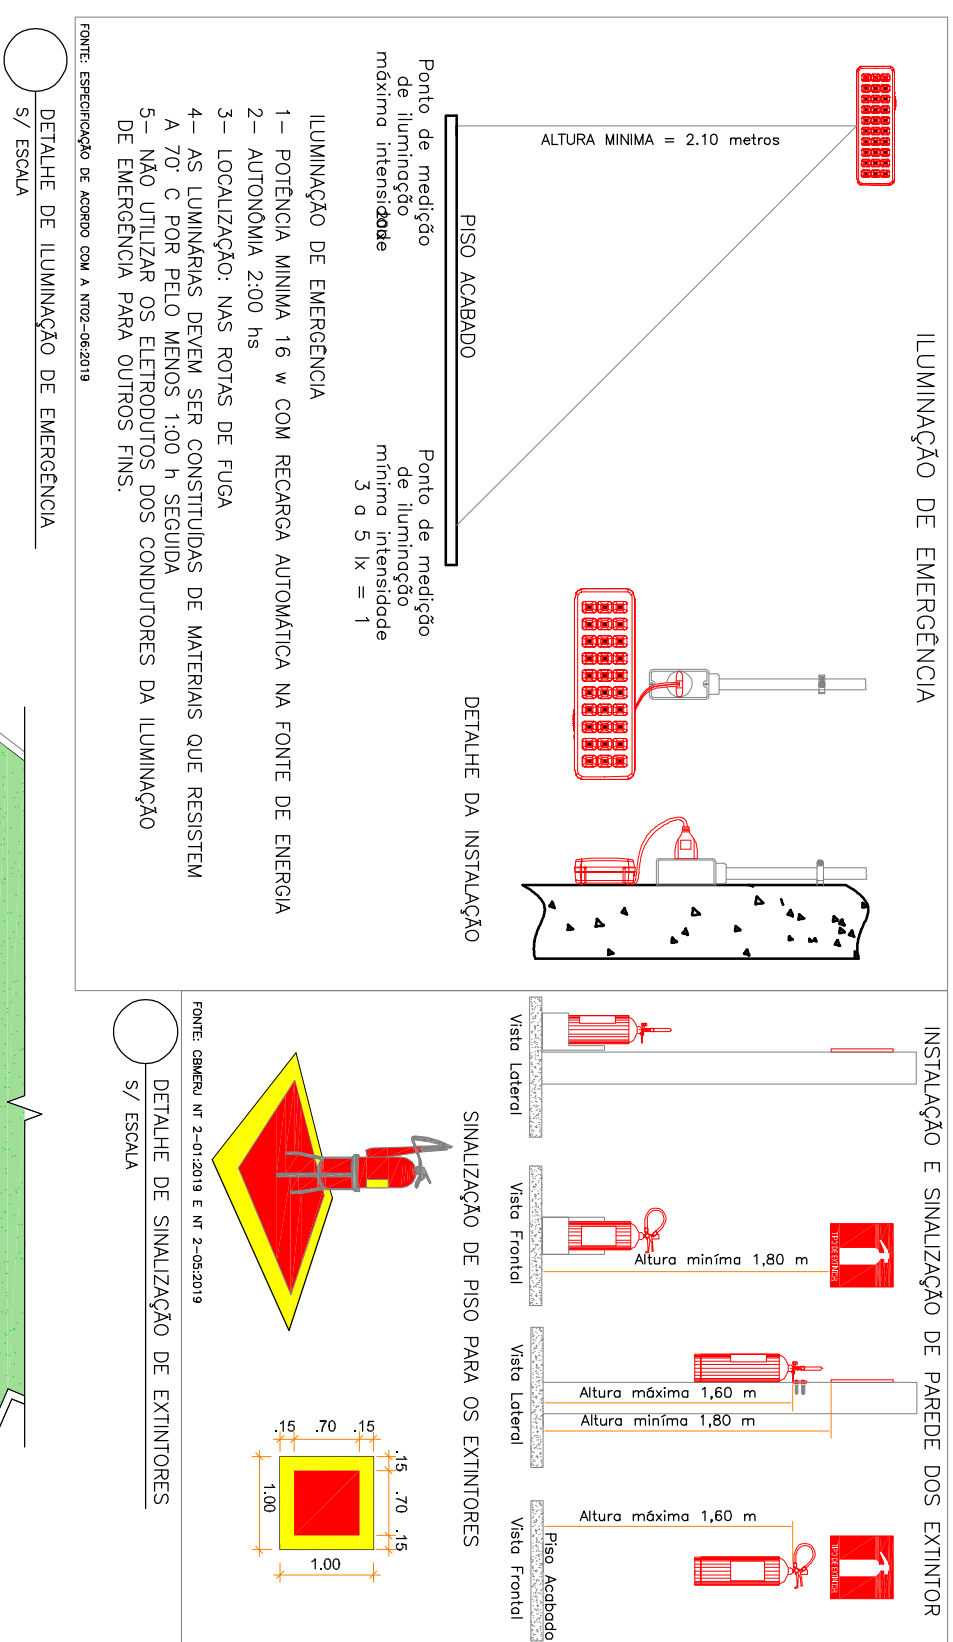 ILUMINAÇÃO DE EMERGÊNCIA
ALTURA MINIMA = 2.10 metros
PISO ACABADO
Ponto de medição
de iluminação
máxima intensidade
Ponto de medição
de iluminação
mínima intensidade
3 a 5 lx = 1
DETALHE DA INSTALAÇÃO
ILUMINAÇÃO DE EMERGÊNCIA
1- POTÊNCIA MINIMA 16 w COM RECARGA AUTOMÁTICA NA FONTE DE ENERGIA
2- AUTONÔMIA 2:00 hs
3- LOCALIZAÇÃO: NAS ROTAS DE FUGA
4- AS LUMINÁRIAS DEVEM SER CONSTITUÍDAS DE MATERIAIS QUE RESISTEM
A 70° C POR PELO MENOS 1:00 h SEGUIDA
5- NÃO UTILIZAR OS ELETRODUTOS DOS CONDUTORES DA ILUMINAÇÃO
DE EMERGÊNCIA PARA OUTROS FINS.
FONTE: ESPECIFICAÇÃO DE ACORDO COM A NT02-06:2019
DETALHE DE ILUMINAÇÃO DE EMERGÊNCIA
S/ ESCALA
INSTALAÇÃO E SINALIZAÇÃO DE PAREDE DOS EXTINTOR
TIPO DE EXTINTOR
TIPO DE EXTINTOR
Altura miníma 1,80 m
Altura máxima 1,60 m
Altura miníma 1,80 m
Altura máxima 1,60 m
Piso Acabado
Vista Lateral
Vista Frontal
Vista Lateral
Vista Frontal
SINALIZAÇÃO DE PISO PARA OS EXTINTORES
.15 .70 .15
.15 .70 .15
1.00
1.00
FONTE: CBMERJ NT 2-01:2019 E NT 2-05:2019
DETALHE DE SINALIZAÇÃO DE EXTINTORES
S/ ESCALA